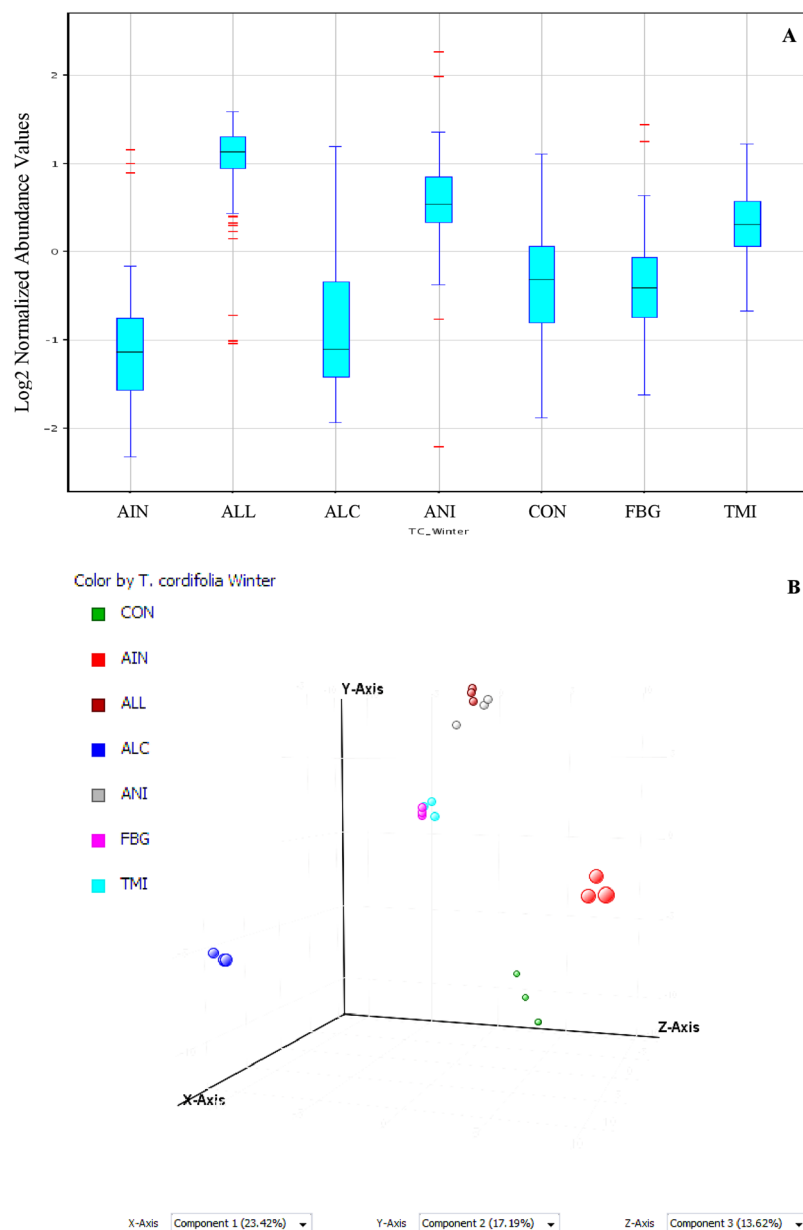 A
Log2 Normalized Abundance Values
2
1
0
-1
-2
AIN ALL ALC ANI CON FBG TMI
TC_Winter
Color by T. cordifolia Winter
B
CON
AIN
ALL
ALC
ANI
FBG
TMI
Y-Axis
Z-Axis
X-Axis
X-Axis Component 1 (23.42%) Y-Axis Component 2 (17.19%) Z-Axis Component 3 (13.62%)